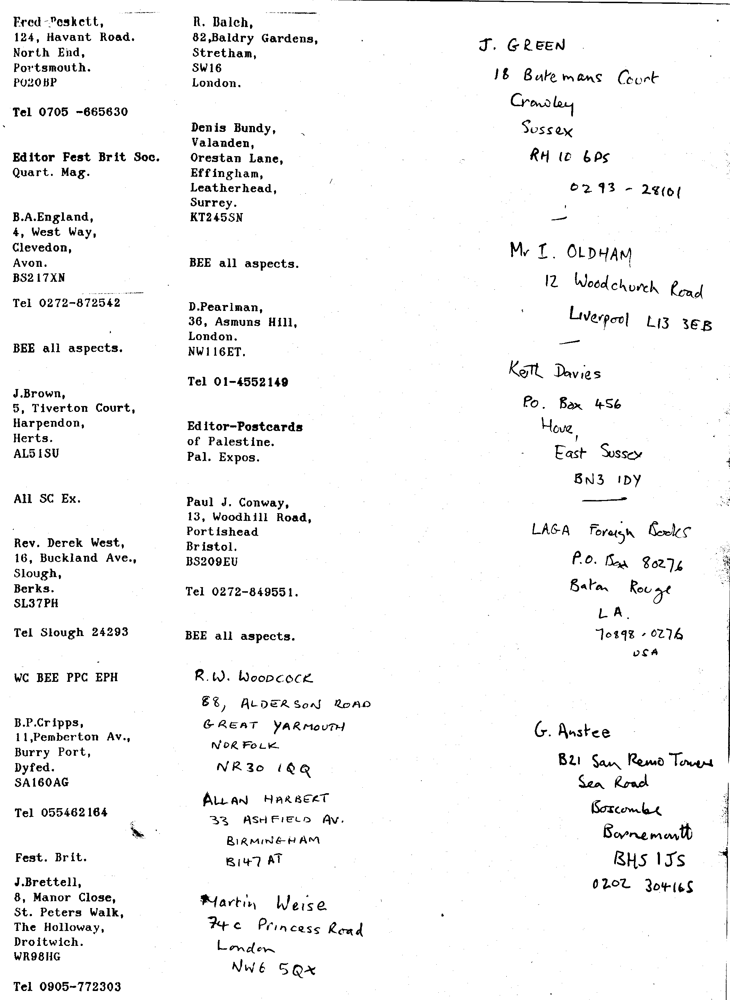 Fred Peskett,
124, Havant Road.
North End,
Portsmouth.
PO20BP
Tel 0705 -665630
Editor Fest Brit Soc.
Quart. Mag.
B.A.England,
4, West Way,
Clevedon,
Avon.
BS217XN
Tel 0272-872542
BEE all aspects.
J.Brown,
5, Tiverton Court,
Harpendon,
Herts.
AL51SU
All SC Ex.
Rev. Derek West,
16, Buckland Ave.,
Slough,
Berks.
SL37PH
Tel Slough 24293
WC BEE PPC EPH
B.P.Cripps,
11,Pemberton Av.,
Burry Port,
Dyfed.
SA160AG
Tel 055462164
Fest. Brit.
J.Brettell,
8, Manor Close,
St. Peters Walk,
The Holloway,
Droitwich.
WR98HG
Tel 0905-772303
R. Balch,
82,Baldry Gardens,
Stretham,
SW16
London.
Denis Bundy,
Valanden,
Orestan Lane,
Effingham,
Leatherhead,
Surrey.
KT245SN
BEE all aspects.
D.Pearlman,
36, Asmuns Hill,
London.
NW116ET.
Tel 01-4552149
Editor-Postcards
of Palestine.
Pal. Expos.
Paul J. Conway,
13, Woodhill Road,
Portishead
Bristol.
BS209EU
Tel 0272-849551.
BEE all aspects.
R.W. WOODCOCK
88, ALDERSON ROAD
GREAT YARMOUTH
NORFOLK
NR30 1QQ
ALLAN HARBERT
33 ASHFIELD AV.
BIRMINGHAM
B147 AT
Martin Weise
74c Princess Road
London
NW6 5QX
J. GREEN
18 Batemans Court
Crawley
Sussex
RH 10 6PS
0293 - 28101
Mr I. OLDHAM
12 Woodchurch Road
Liverpool L13 3EB
Keith Davies
P.O. Box 456
Hove,
East Sussex
BN3 1DY
LAGA Foreign Books
P.O. Box 80276
Baton Rouge
LA.
70898-0276
USA
G. Anstee
B21 San Remo Towers
Sea Road
Boscombe
Bournemouth
BH5 1JS
0202 304165